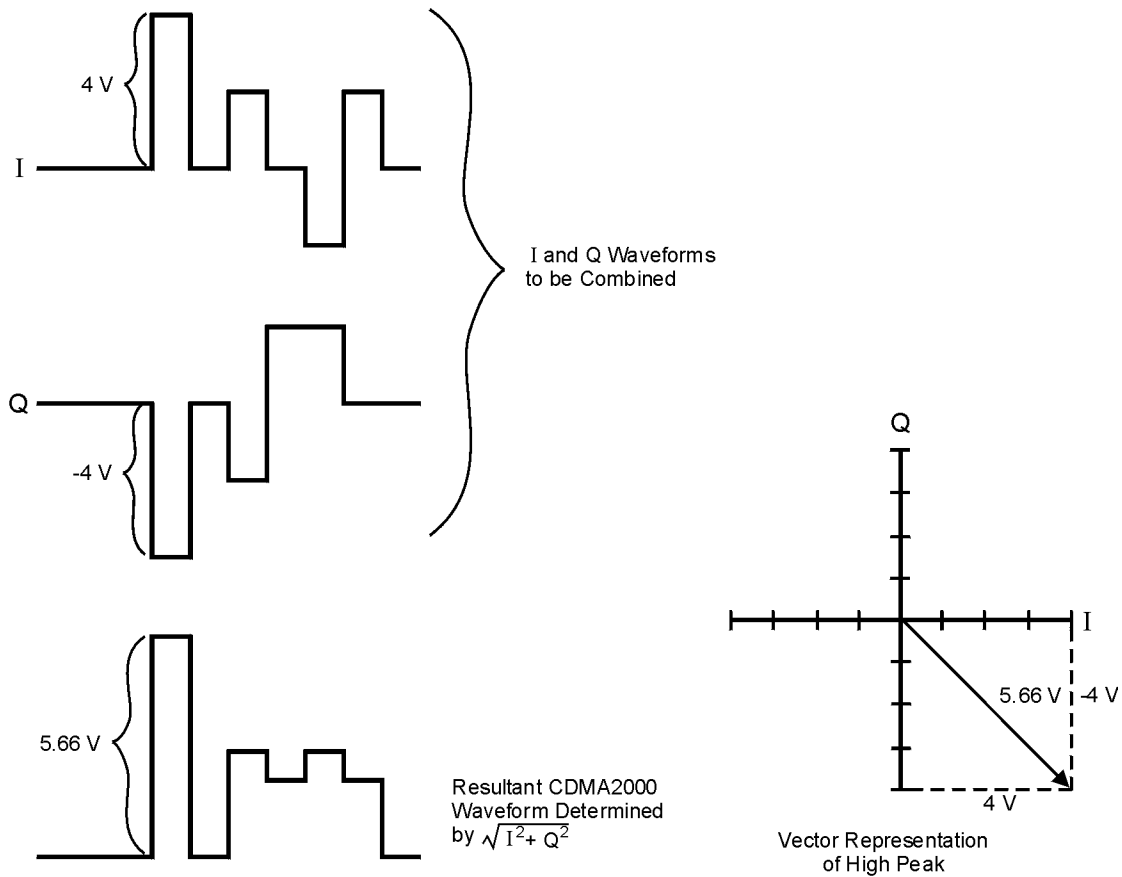 4 V
I
I and Q Waveforms
to be Combined
Q
-4 V
Q
I
5.66 V
-4 V
4 V
Vector Representation
of High Peak
5.66 V
Resultant CDMA2000
Waveform Determined
by √I²+ Q²